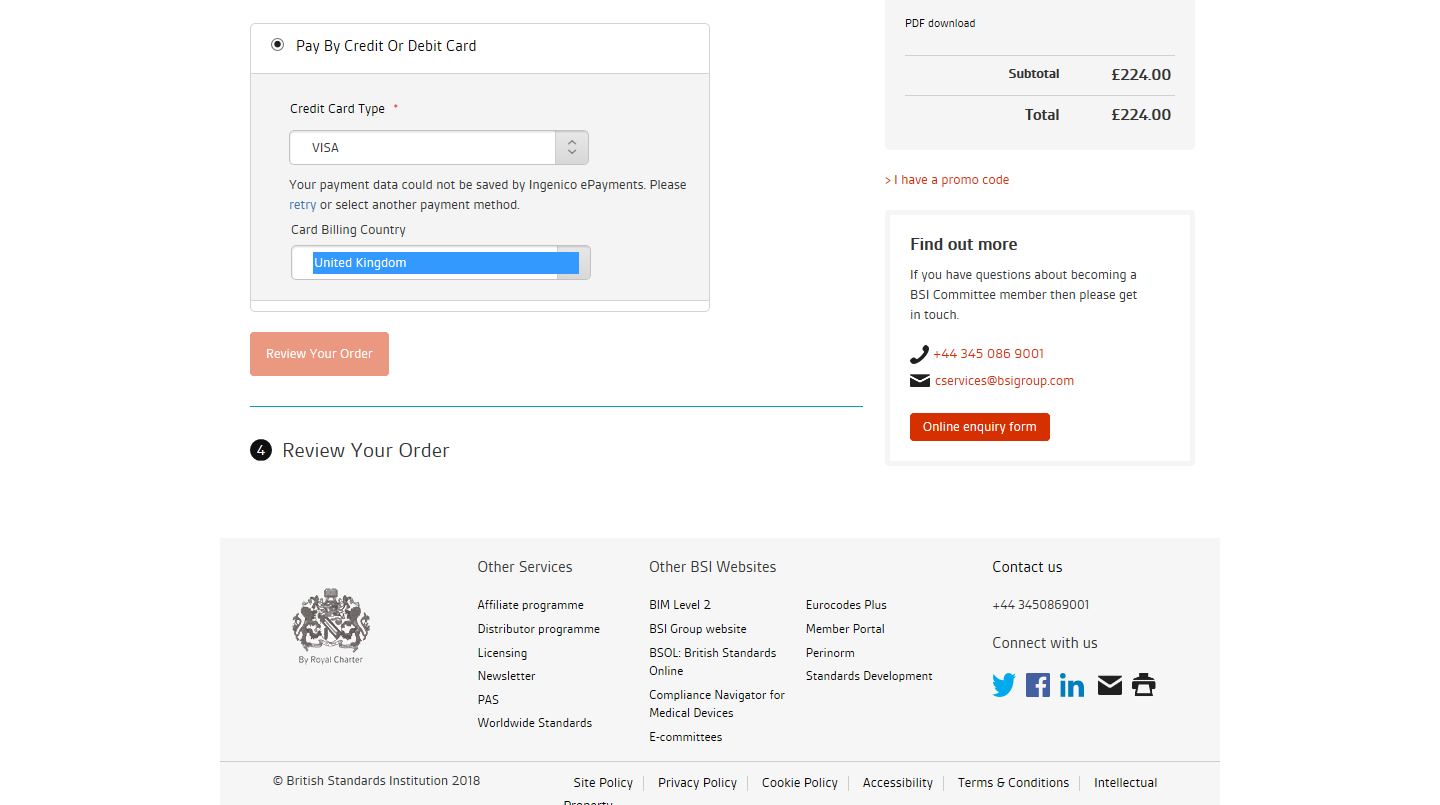 Pay By Credit Or Debit Card
Credit Card Type *
VISA
Your payment data could not be saved by Ingenico ePayments. Please
retry or select another payment method.
Card Billing Country
United Kingdom
Review Your Order
4 Review Your Order
PDF download
Subtotal £224.00
Total £224.00
> I have a promo code
Find out more
If you have questions about becoming a
BSI Committee member then please get
in touch.
+44 345 086 9001
cservices@bsigroup.com
Online enquiry form
By Royal Charter
Other Services
Affiliate programme
Distributor programme
Licensing
Newsletter
PAS
Worldwide Standards
Other BSI Websites
BIM Level 2
BSI Group website
BSOL: British Standards
Online
Compliance Navigator for
Medical Devices
E-committees
Eurocodes Plus
Member Portal
Perinorm
Standards Development
Contact us
+44 3450869001
Connect with us
© British Standards Institution 2018
Site Policy Privacy Policy Cookie Policy Accessibility Terms & Conditions Intellectual
Property